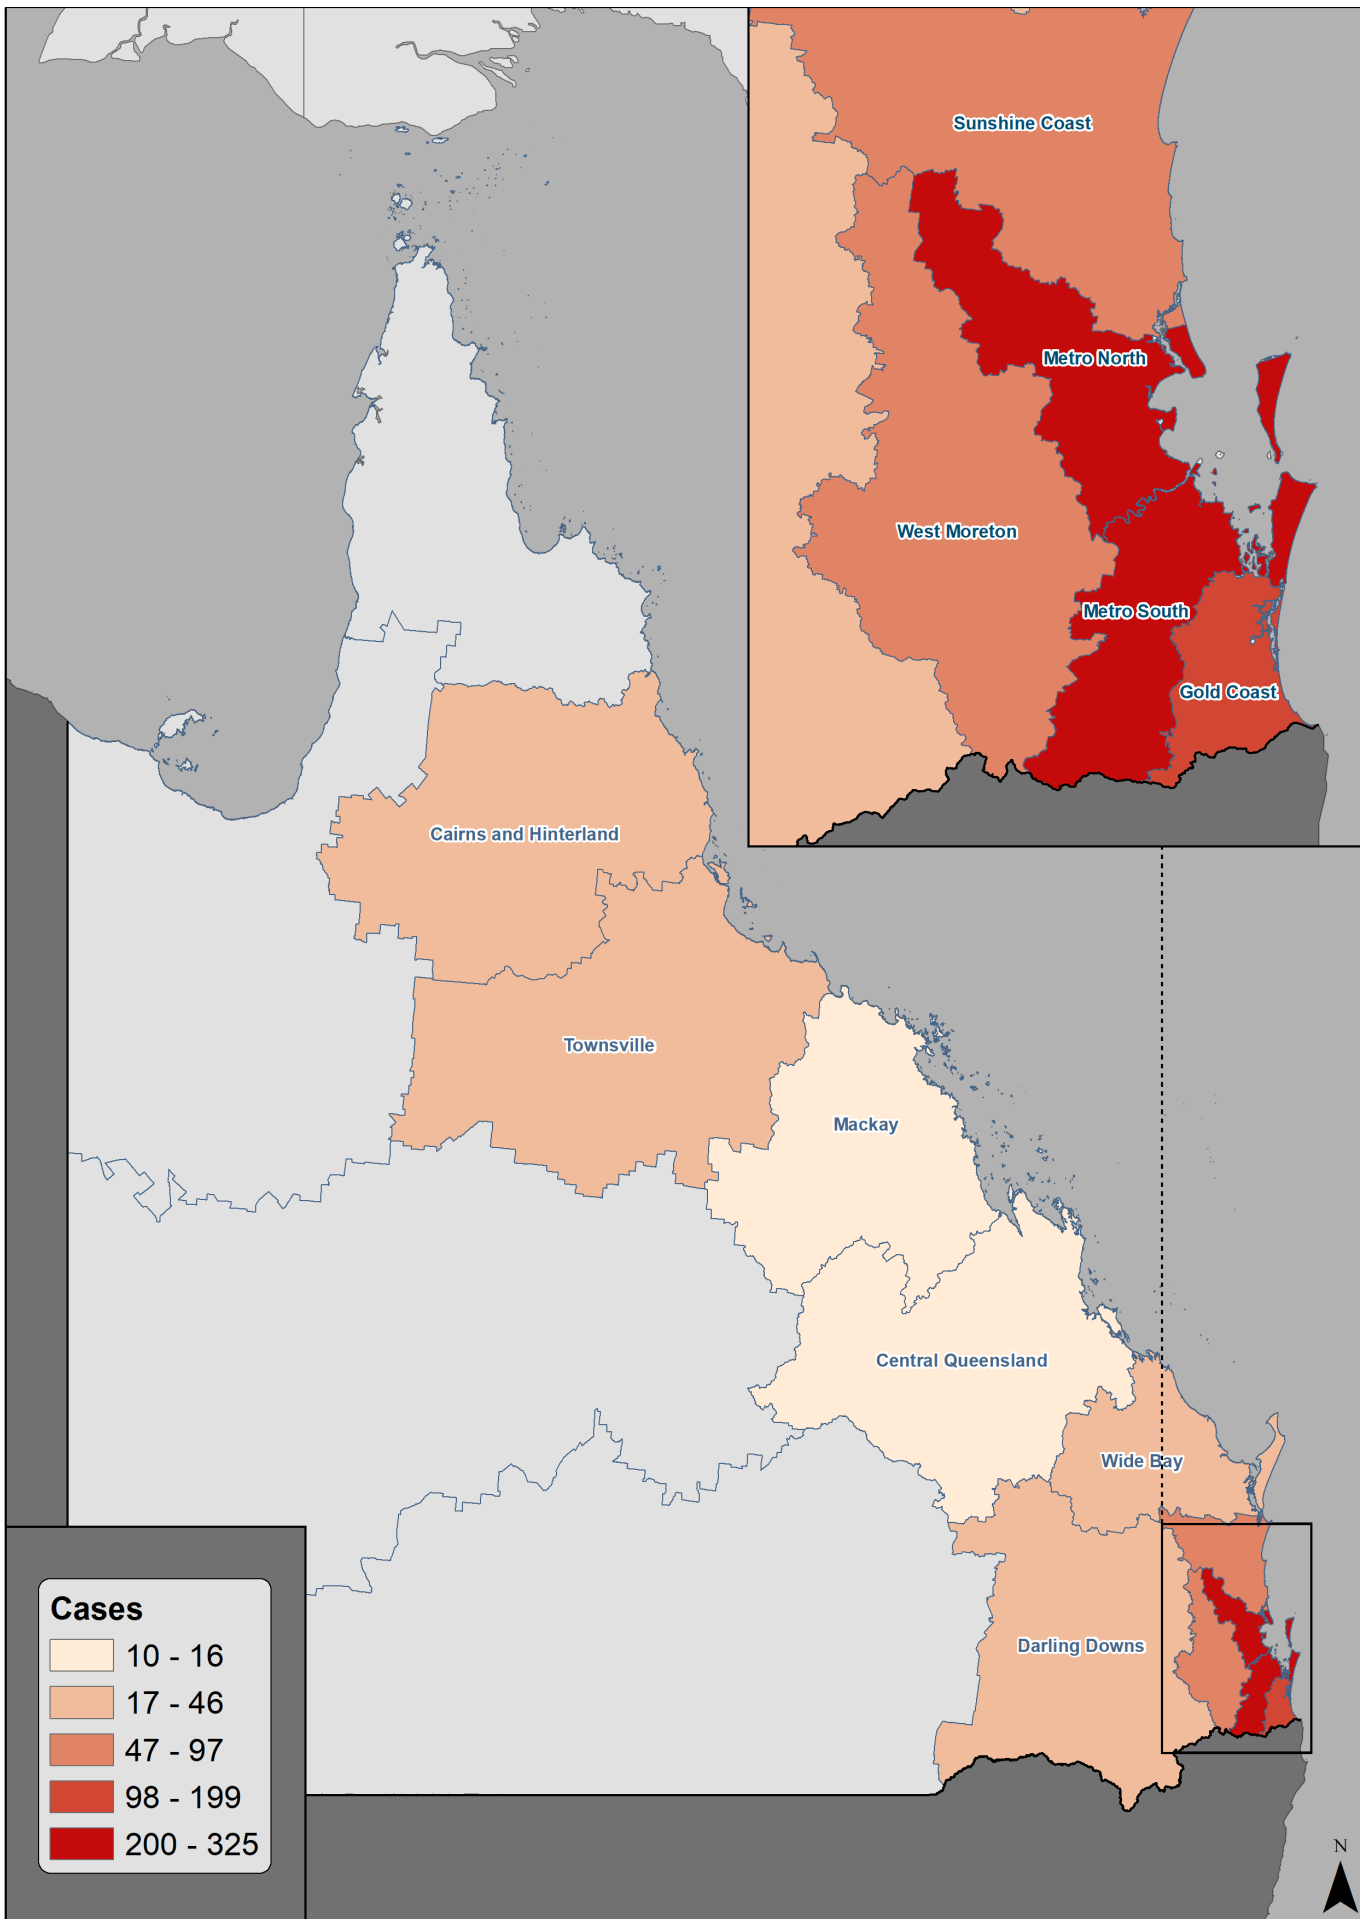 Sunshine Coast
Metro North
West Moreton
Metro South
Gold Coast
Cairns and Hinterland
Townsville
Mackay
Central Queensland
Wide Bay
Darling Downs
Cases
10 - 16
17 - 46
47 - 97
98 - 199
200 - 325
N